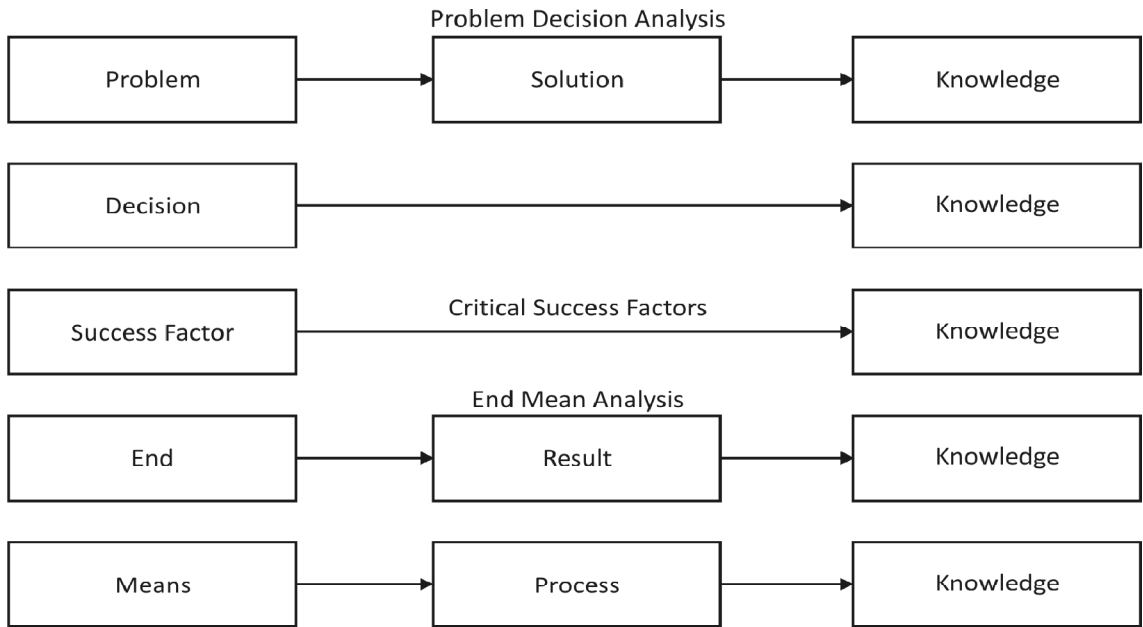 Problem Decision Analysis
Problem
Solution
Knowledge
Decision
Knowledge
Critical Success Factors
Success Factor
Knowledge
End Mean Analysis
End
Result
Knowledge
Means
Process
Knowledge